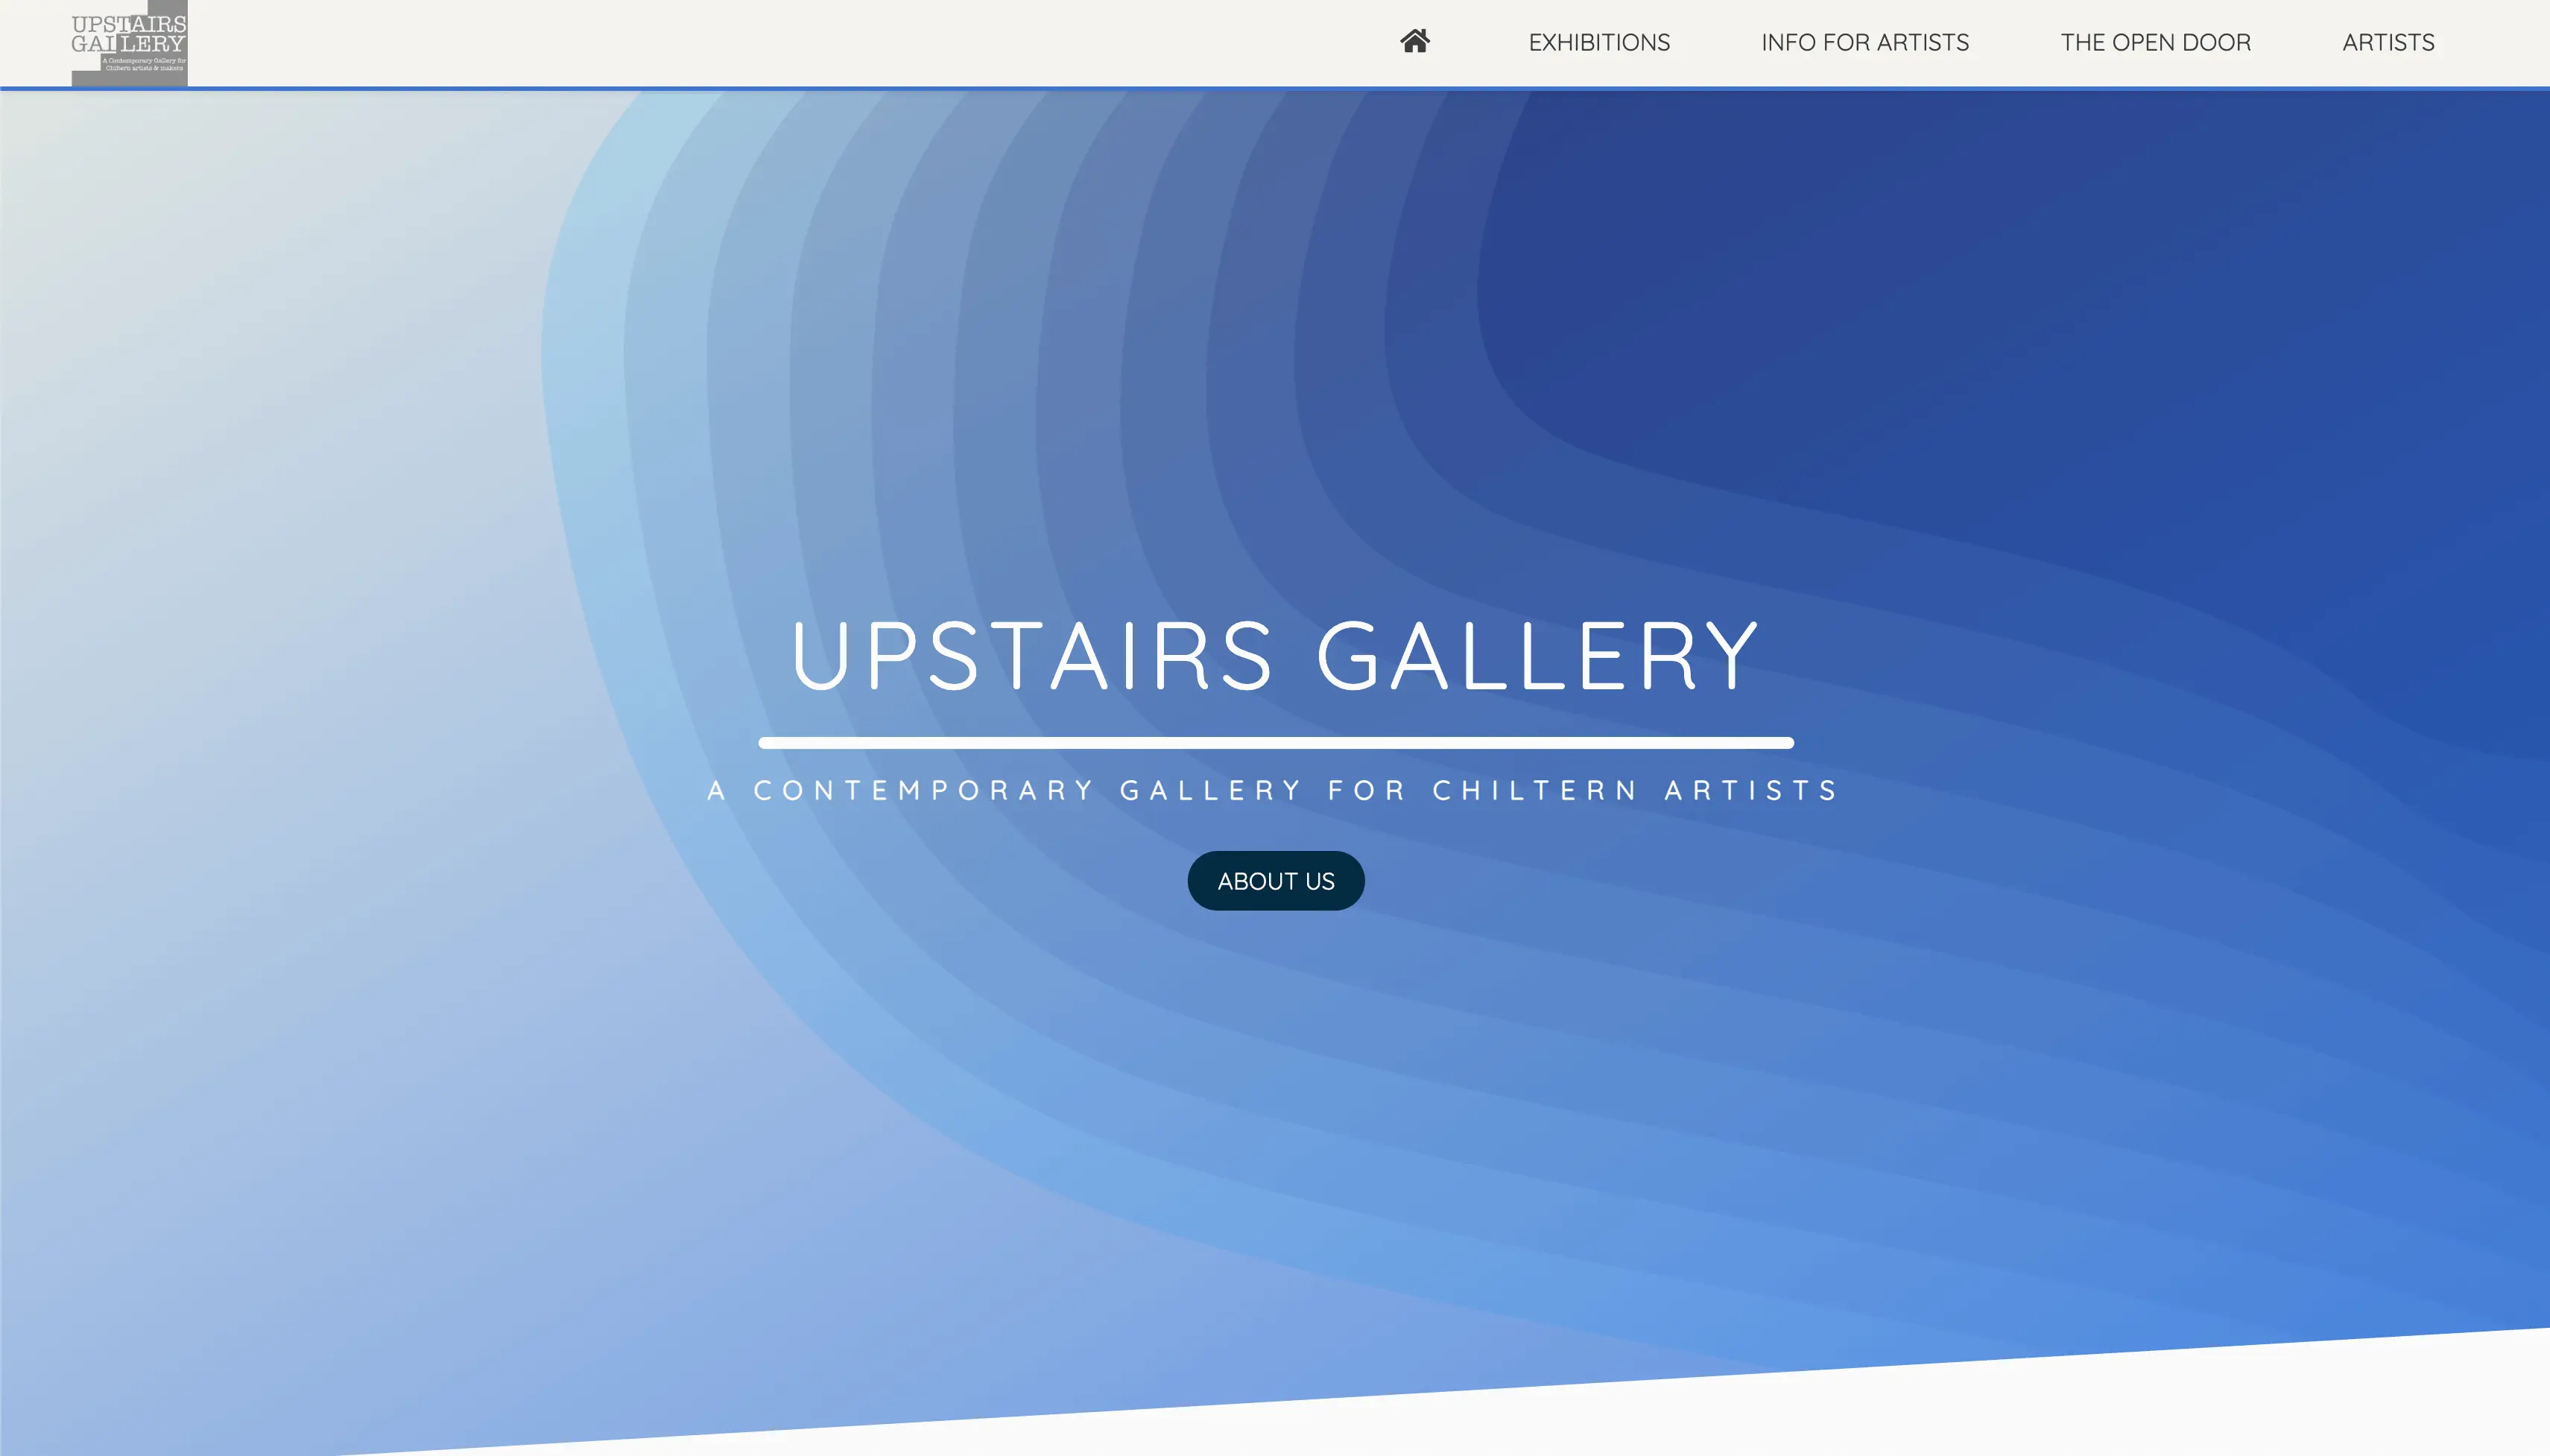 UPSTAIRS
GALLERY
A Contemporary Gallery for
Chiltern artists & makers
EXHIBITIONS
INFO FOR ARTISTS
THE OPEN DOOR
ARTISTS
UPSTAIRS GALLERY
A CONTEMPORARY GALLERY FOR CHILTERN ARTISTS
ABOUT US